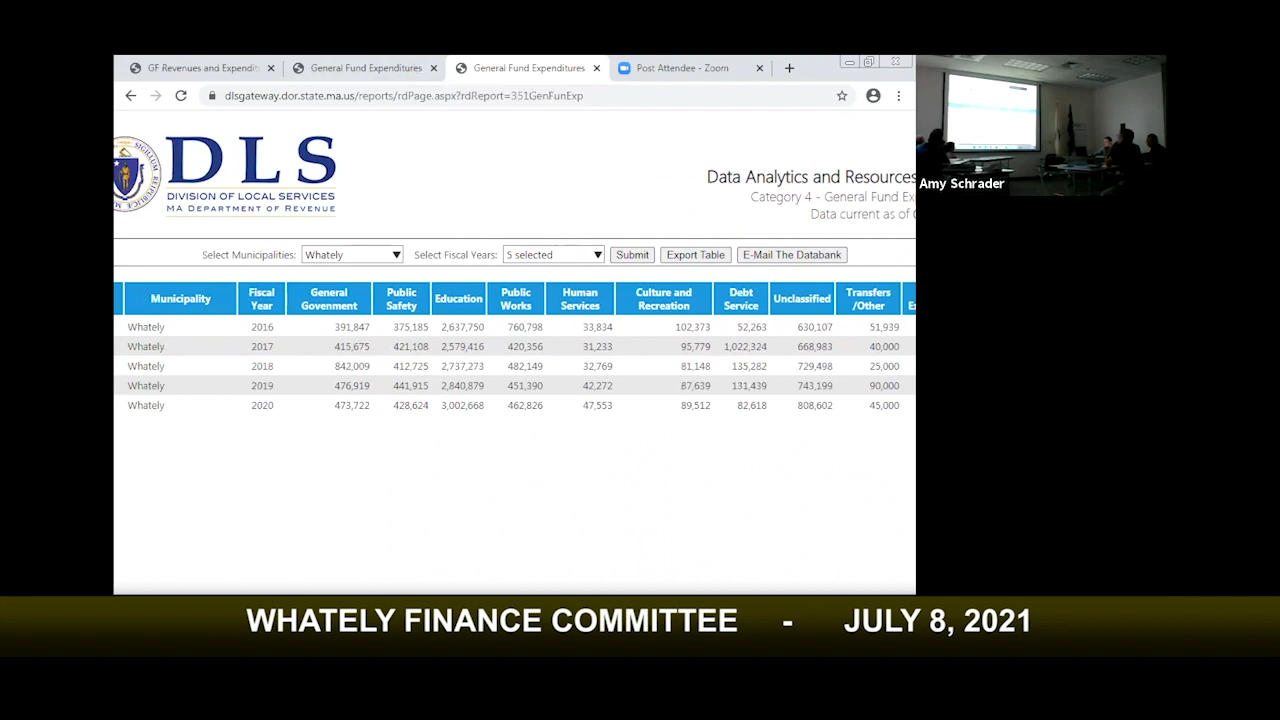 GF Revenues and Expendit
General Fund Expenditures
General Fund Expenditures
Post Attendee - Zoom
dlsgateway.dor.state.ma.us/reports/rdPage.aspx?rdReport=351GenFunExp
DLS
DIVISION OF LOCAL SERVICES
MA DEPARTMENT OF REVENUE
Data Analytics and Resources
Category 4 - General Fund Ex
Data current as of
Amy Schrader
Select Municipalities: Whately Select Fiscal Years: 5 selected Submit Export Table E-Mail The Databank
Municipality Fiscal Year General Govenment Public Safety Education Public Works Human Services Culture and Recreation Debt Service Unclassified Transfers /Other
Whately 2016 391,847 375,185 2,637,750 760,798 33,834 102,373 52,263 630,107 51,939
Whately 2017 415,675 421,108 2,579,416 420,356 31,233 95,779 1,022,324 668,983 40,000
Whately 2018 842,009 412,725 2,737,273 482,149 32,769 81,148 135,282 729,498 25,000
Whately 2019 476,919 441,915 2,840,879 451,390 42,272 87,639 131,439 743,199 90,000
Whately 2020 473,722 428,624 3,002,668 462,826 47,553 89,512 82,618 808,602 45,000
WHATELY FINANCE COMMITTEE - JULY 8, 2021